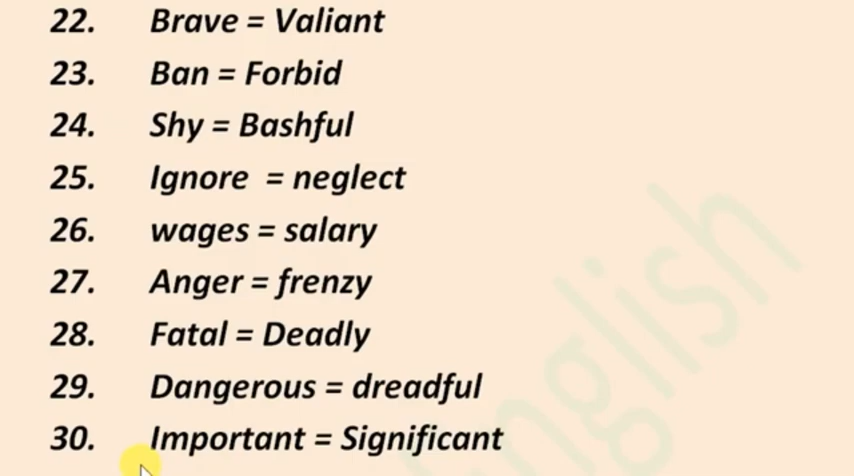 22. Brave = Valiant
23. Ban = Forbid
24. Shy = Bashful
25. Ignore = neglect
26. wages = salary
27. Anger = frenzy
28. Fatal = Deadly
29. Dangerous = dreadful
30. Important = Significant